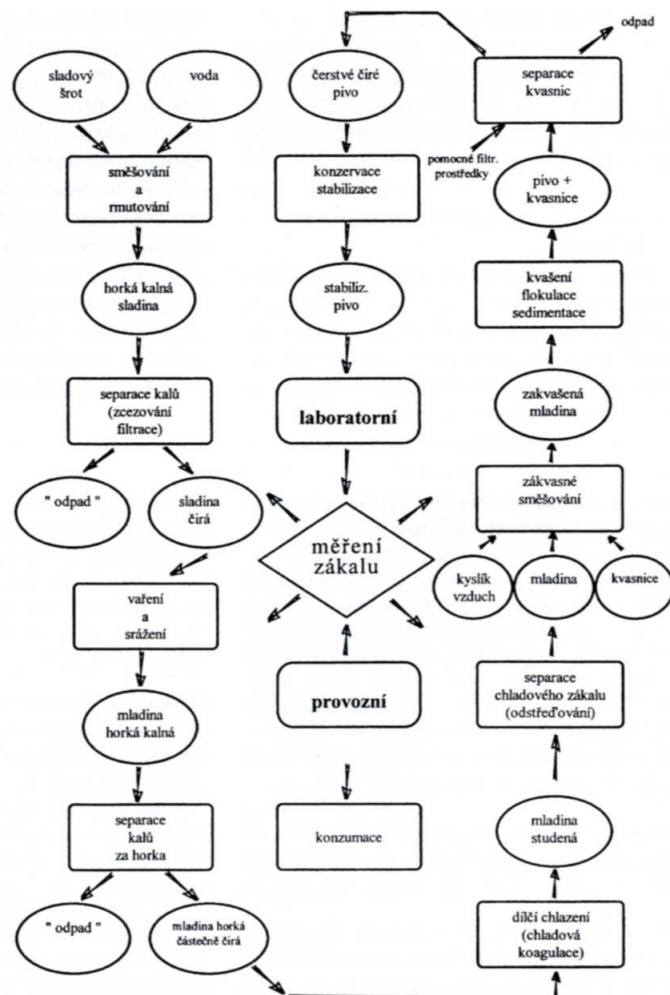 sladový
šrot
voda
směšování
a
rmutování
horká kalná
sladina
separace kalů
(zcezování
filtrace)
" odpad "
sladina
čirá
vaření
a
srážení
mladina
horká kalná
separace
kalů
za horka
" odpad "
mladina horká
částečně čirá
čerstvé čiré
pivo
konzervace
stabilizace
stabiliz.
pivo
laboratorní
měření
zákalu
provozní
konzumace
odpad
separace
kvasnic
pomocné filtr.
prostředky
pivo +
kvasnice
kvašení
flokulace
sedimentace
zakvašená
mladina
zákvasné
směšování
kyslík
vzduch
mladina
kvasnice
separace
chladového zákalu
(odstřeďování)
mladina
studená
dílčí chlazení
(chladová
koagulace)